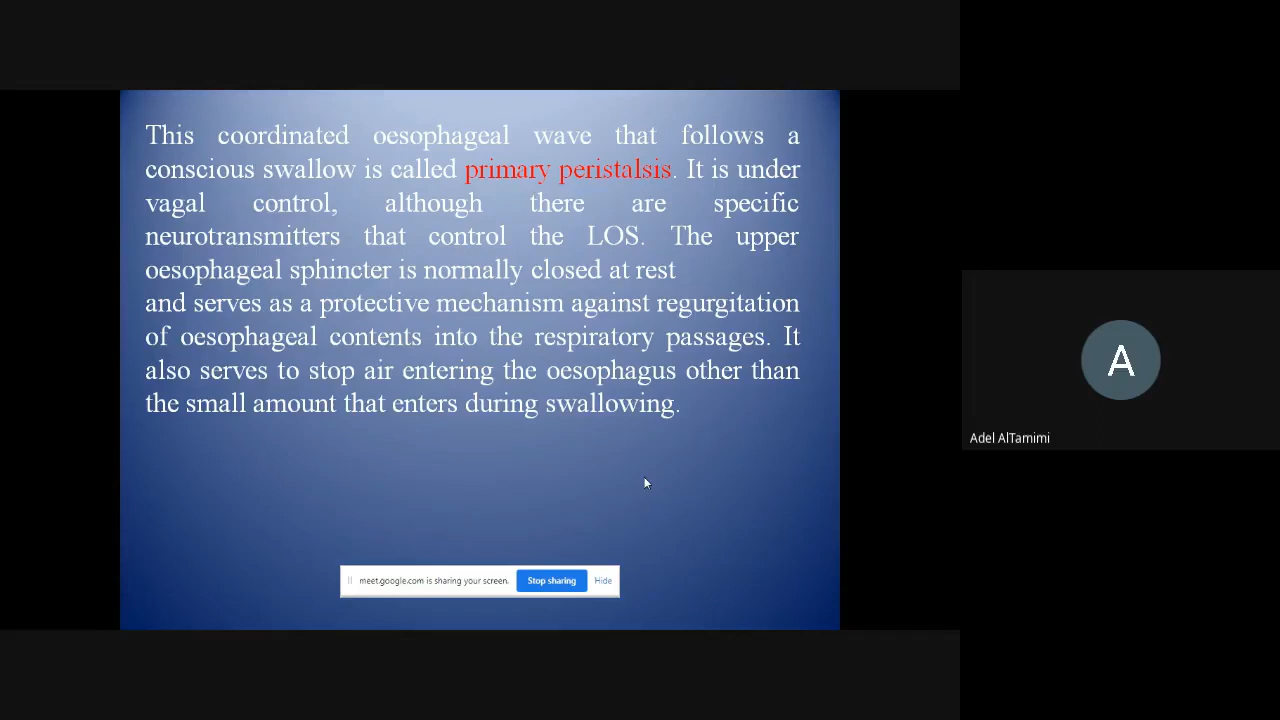 This coordinated oesophageal wave that follows a
conscious swallow is called primary peristalsis. It is under
vagal control, although there are specific
neurotransmitters that control the LOS. The upper
oesophageal sphincter is normally closed at rest
and serves as a protective mechanism against regurgitation
of oesophageal contents into the respiratory passages. It
also serves to stop air entering the oesophagus other than
the small amount that enters during swallowing.
meet.google.com is sharing your screen. Stop sharing Hide
A
Adel AlTamimi